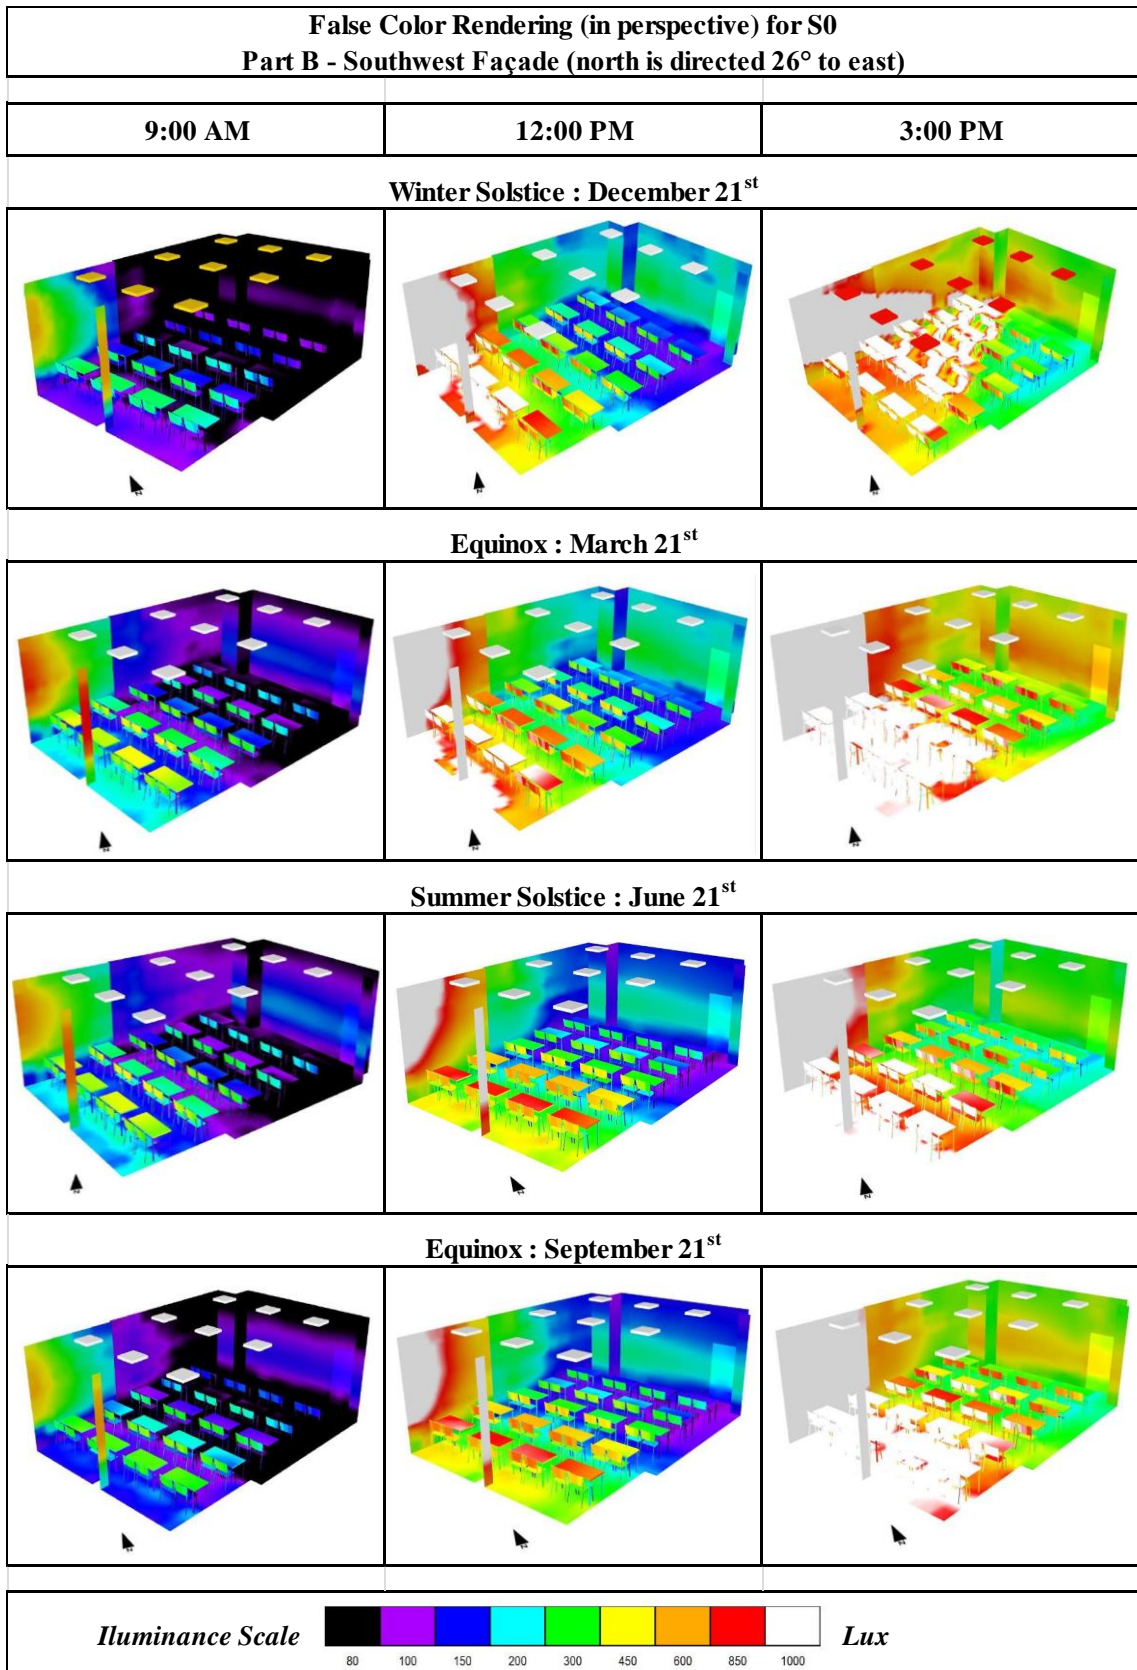 False Color Rendering (in perspective) for S0
Part B - Southwest Façade (north is directed 26° to east)
9:00 AM 12:00 PM 3:00 PM
Winter Solstice : December 21st
Equinox : March 21st
Summer Solstice : June 21st
Equinox : September 21st
Iluminance Scale Lux
80 100 150 200 300 450 600 850 1000